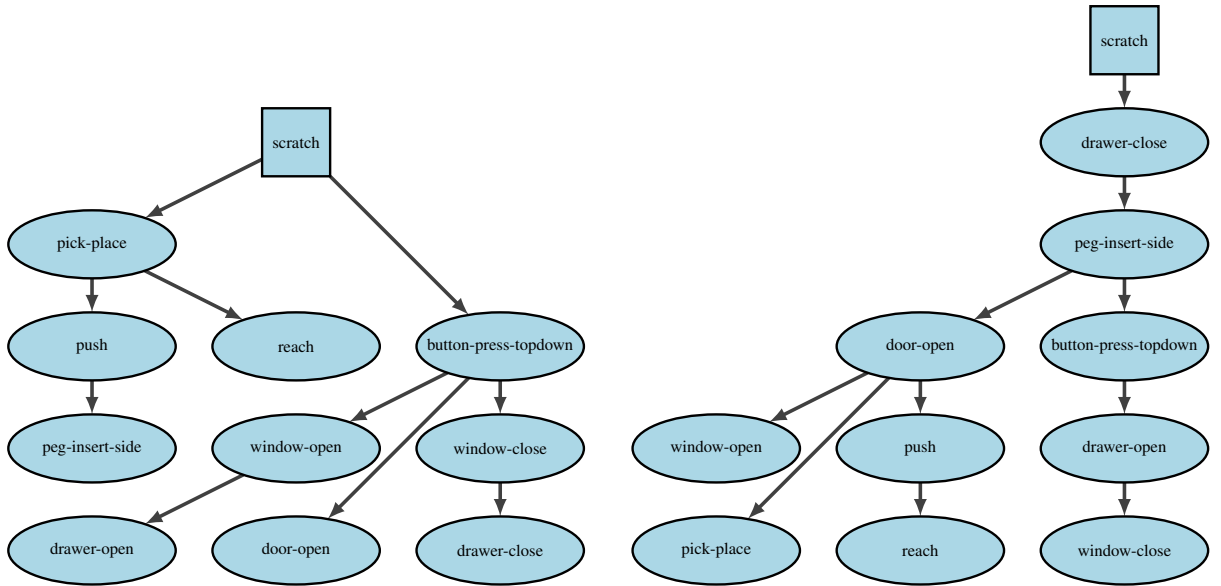 scratch
scratch
drawer-close
pick-place
peg-insert-side
push
reach
button-press-topdown
door-open
button-press-topdown
peg-insert-side
window-open
window-close
window-open
push
drawer-open
drawer-open
door-open
drawer-close
pick-place
reach
window-close